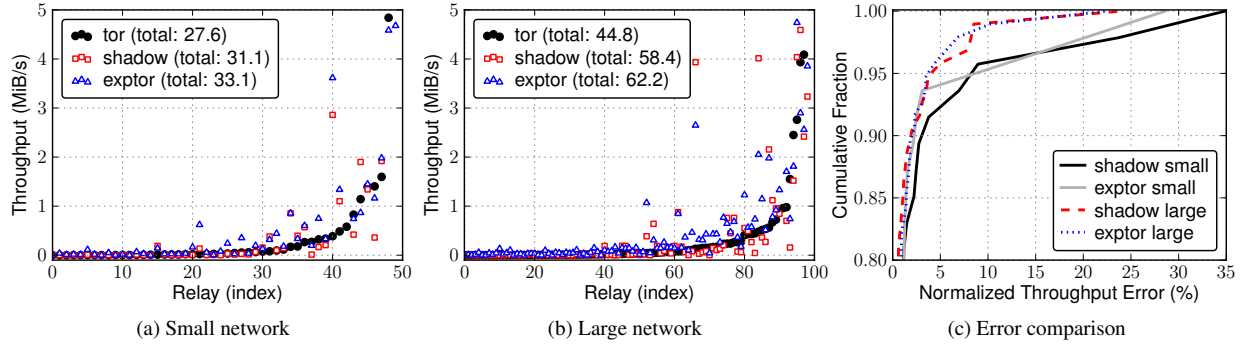 5
4
3
2
1
0
Throughput (MiB/s)
tor (total: 27.6)
shadow (total: 31.1)
exptor (total: 33.1)
0 10 20 30 40 50
Relay (index)
(a) Small network
5
4
3
2
1
0
Throughput (MiB/s)
tor (total: 44.8)
shadow (total: 58.4)
exptor (total: 62.2)
0 20 40 60 80 100
Relay (index)
(b) Large network
1.00
0.95
0.90
0.85
0.80
Cumulative Fraction
shadow small
exptor small
shadow large
exptor large
0 5 10 15 20 25 30 35
Normalized Throughput Error (%)
(c) Error comparison